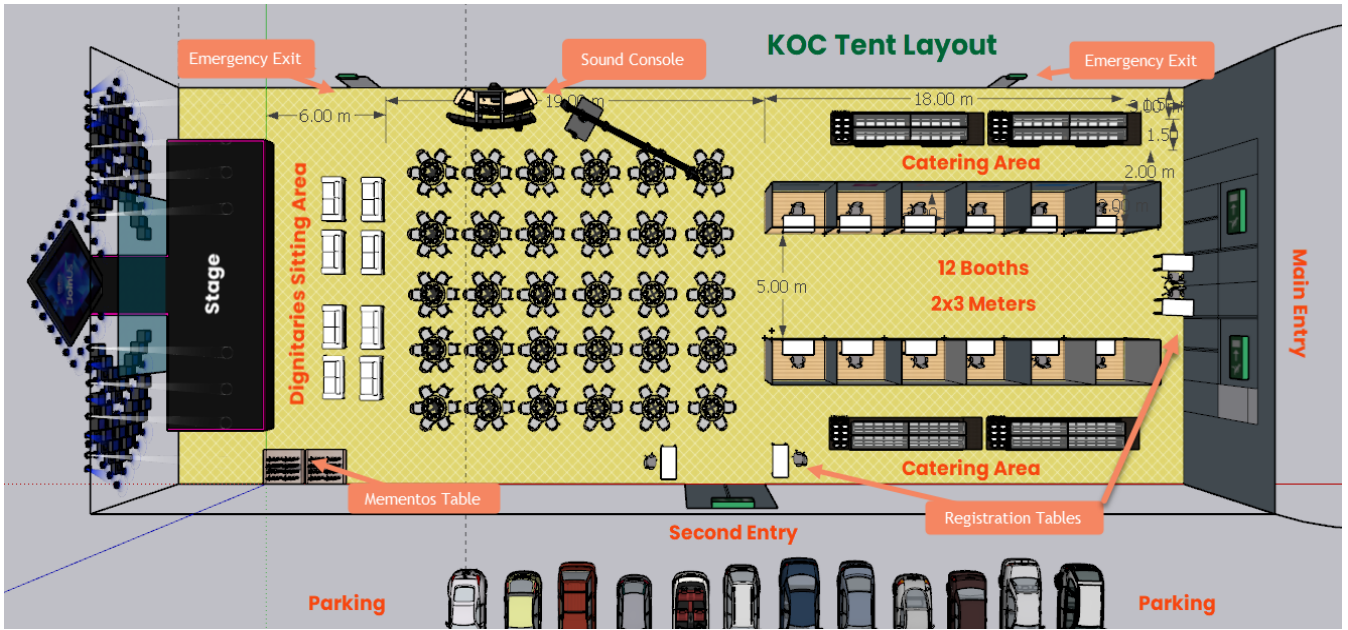 KOC Tent Layout
Emergency Exit
Sound Console
Emergency Exit
6.00 m
19.00 m
18.00 m
1.50
Catering Area
2.00 m
Dignitaries Sitting Area
Stage
12 Booths
5.00 m
2x3 Meters
Main Entry
Catering Area
Mementos Table
Registration Tables
Second Entry
Parking
Parking